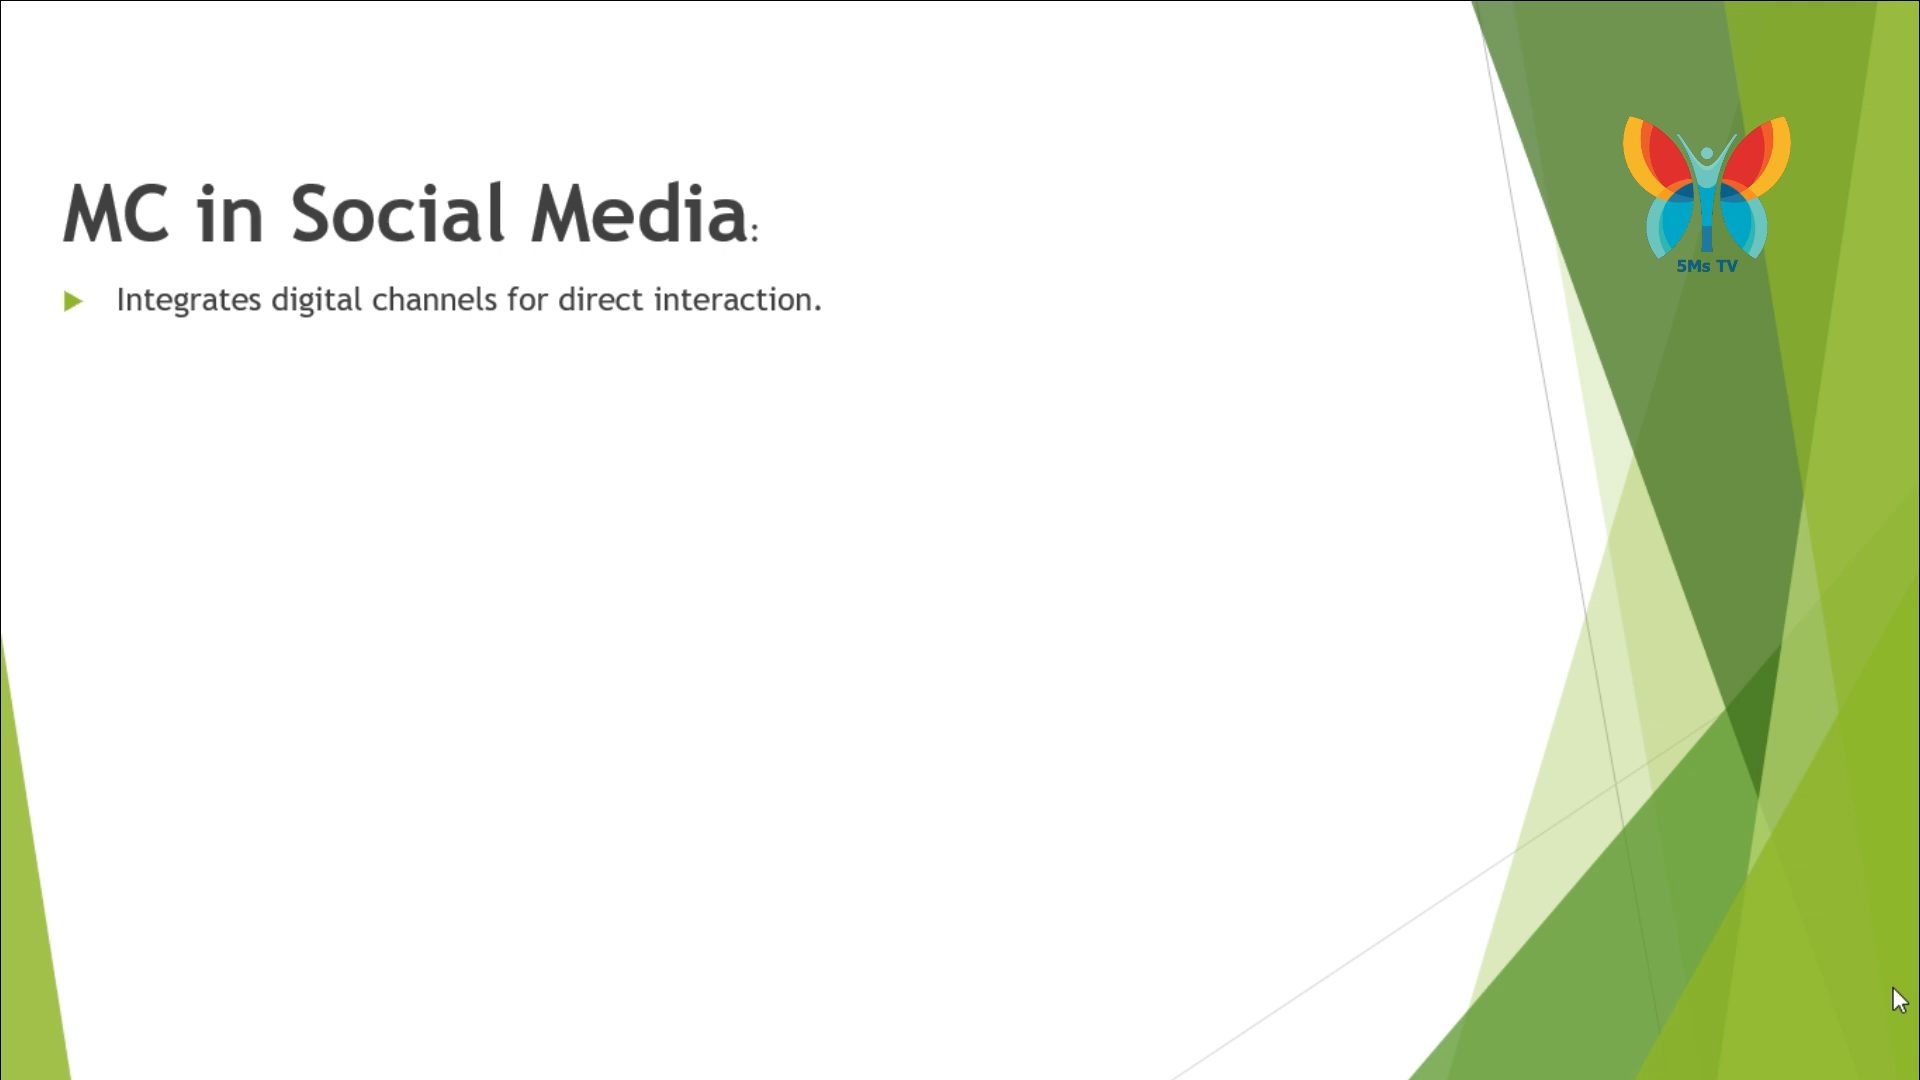 MC in Social Media:
Integrates digital channels for direct interaction.
5Ms TV